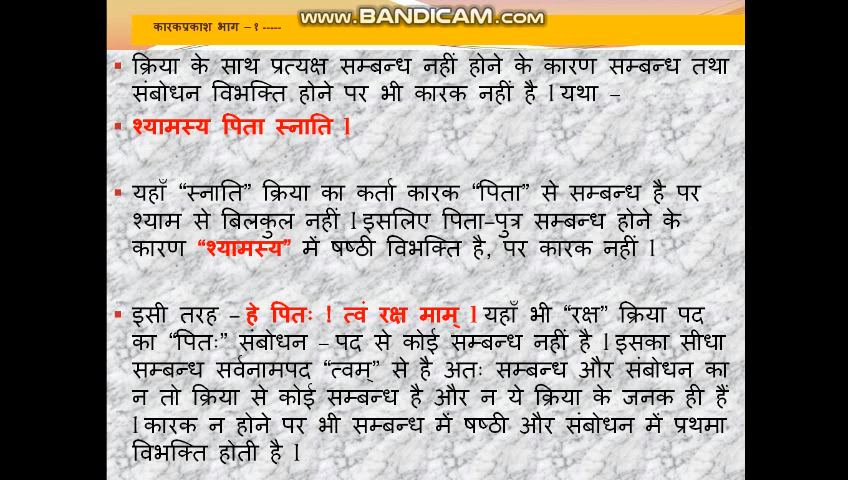 www.BANDICAM.com
कारकप्रकाश भाग – १ -----
क्रिया के साथ प्रत्यक्ष सम्बन्ध नहीं होने के कारण सम्बन्ध तथा
संबोधन विभक्ति होने पर भी कारक नहीं है l यथा –
श्यामस्य पिता स्नाति l
यहाँ “स्नाति” क्रिया का कर्ता कारक “पिता” से सम्बन्ध है पर
श्याम से बिलकुल नहीं l इसलिए पिता-पुत्र सम्बन्ध होने के
कारण “श्यामस्य” में षष्ठी विभक्ति है, पर कारक नहीं l
इसी तरह – हे पितः ! त्वं रक्ष माम् l यहाँ भी “रक्ष” क्रिया पद
का “पितः” संबोधन – पद से कोई सम्बन्ध नहीं है l इसका सीधा
सम्बन्ध सर्वनामपद “त्वम्” से है अतः सम्बन्ध और संबोधन का
न तो क्रिया से कोई सम्बन्ध है और न ये क्रिया के जनक ही हैं
l कारक न होने पर भी सम्बन्ध में षष्ठी और संबोधन में प्रथमा
विभक्ति होती है l